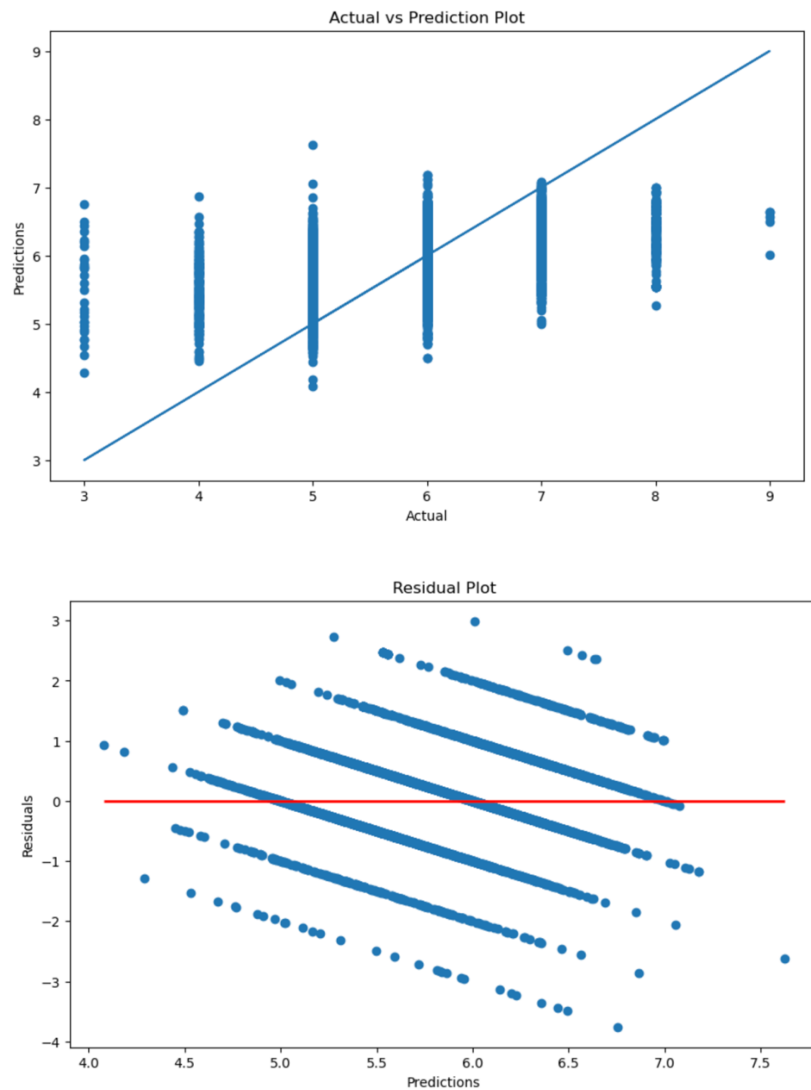 Actual vs Prediction Plot
9
8
7
6
5
4
3
Predictions
3 4 5 6 7 8 9
Actual
Residual Plot
3
2
1
0
−1
−2
−3
−4
Residuals
4.0 4.5 5.0 5.5 6.0 6.5 7.0 7.5
Predictions